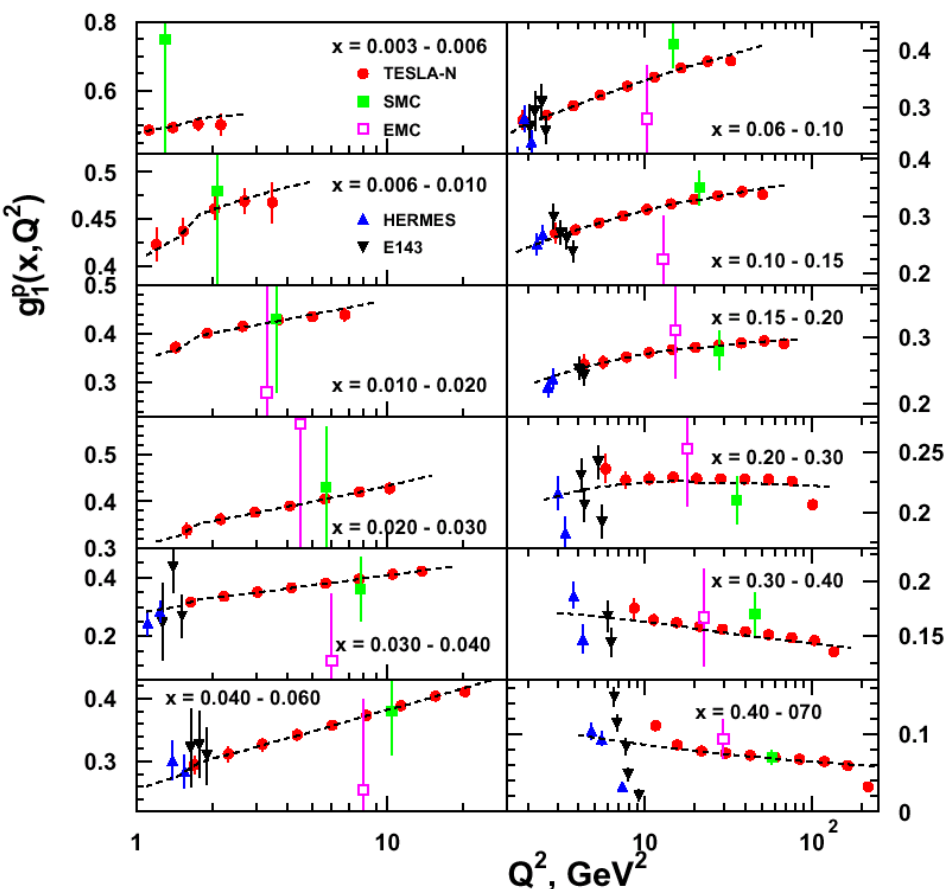 0.8
0.6
x = 0.003 - 0.006
TESLA-N
SMC
EMC
0.4
0.3
x = 0.06 - 0.10
0.5
0.45
0.4
x = 0.006 - 0.010
HERMES
E143
0.4
0.3
0.2
x = 0.10 - 0.15
0.5
0.4
0.3
x = 0.010 - 0.020
x = 0.15 - 0.20
0.3
0.2
0.5
0.4
0.3
x = 0.020 - 0.030
x = 0.20 - 0.30
0.25
0.2
0.4
0.2
x = 0.030 - 0.040
x = 0.30 - 0.40
0.2
0.15
0.4
0.3
x = 0.040 - 0.060
x = 0.40 - 070
0.1
0
1
10
10
10²
g₁ᵖ(x,Q²)
Q², GeV²